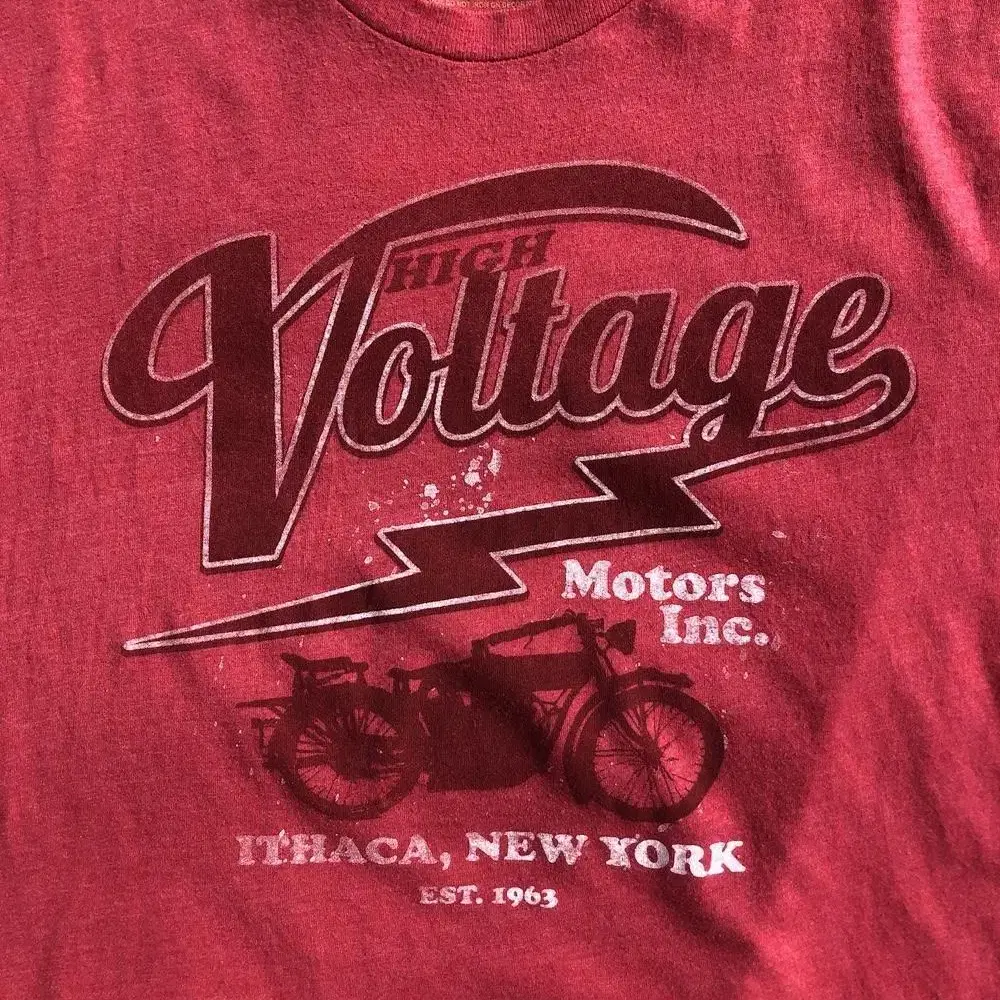 HIGH
Voltage
Motors
Inc.
ITHACA, NEW YORK
EST. 1963